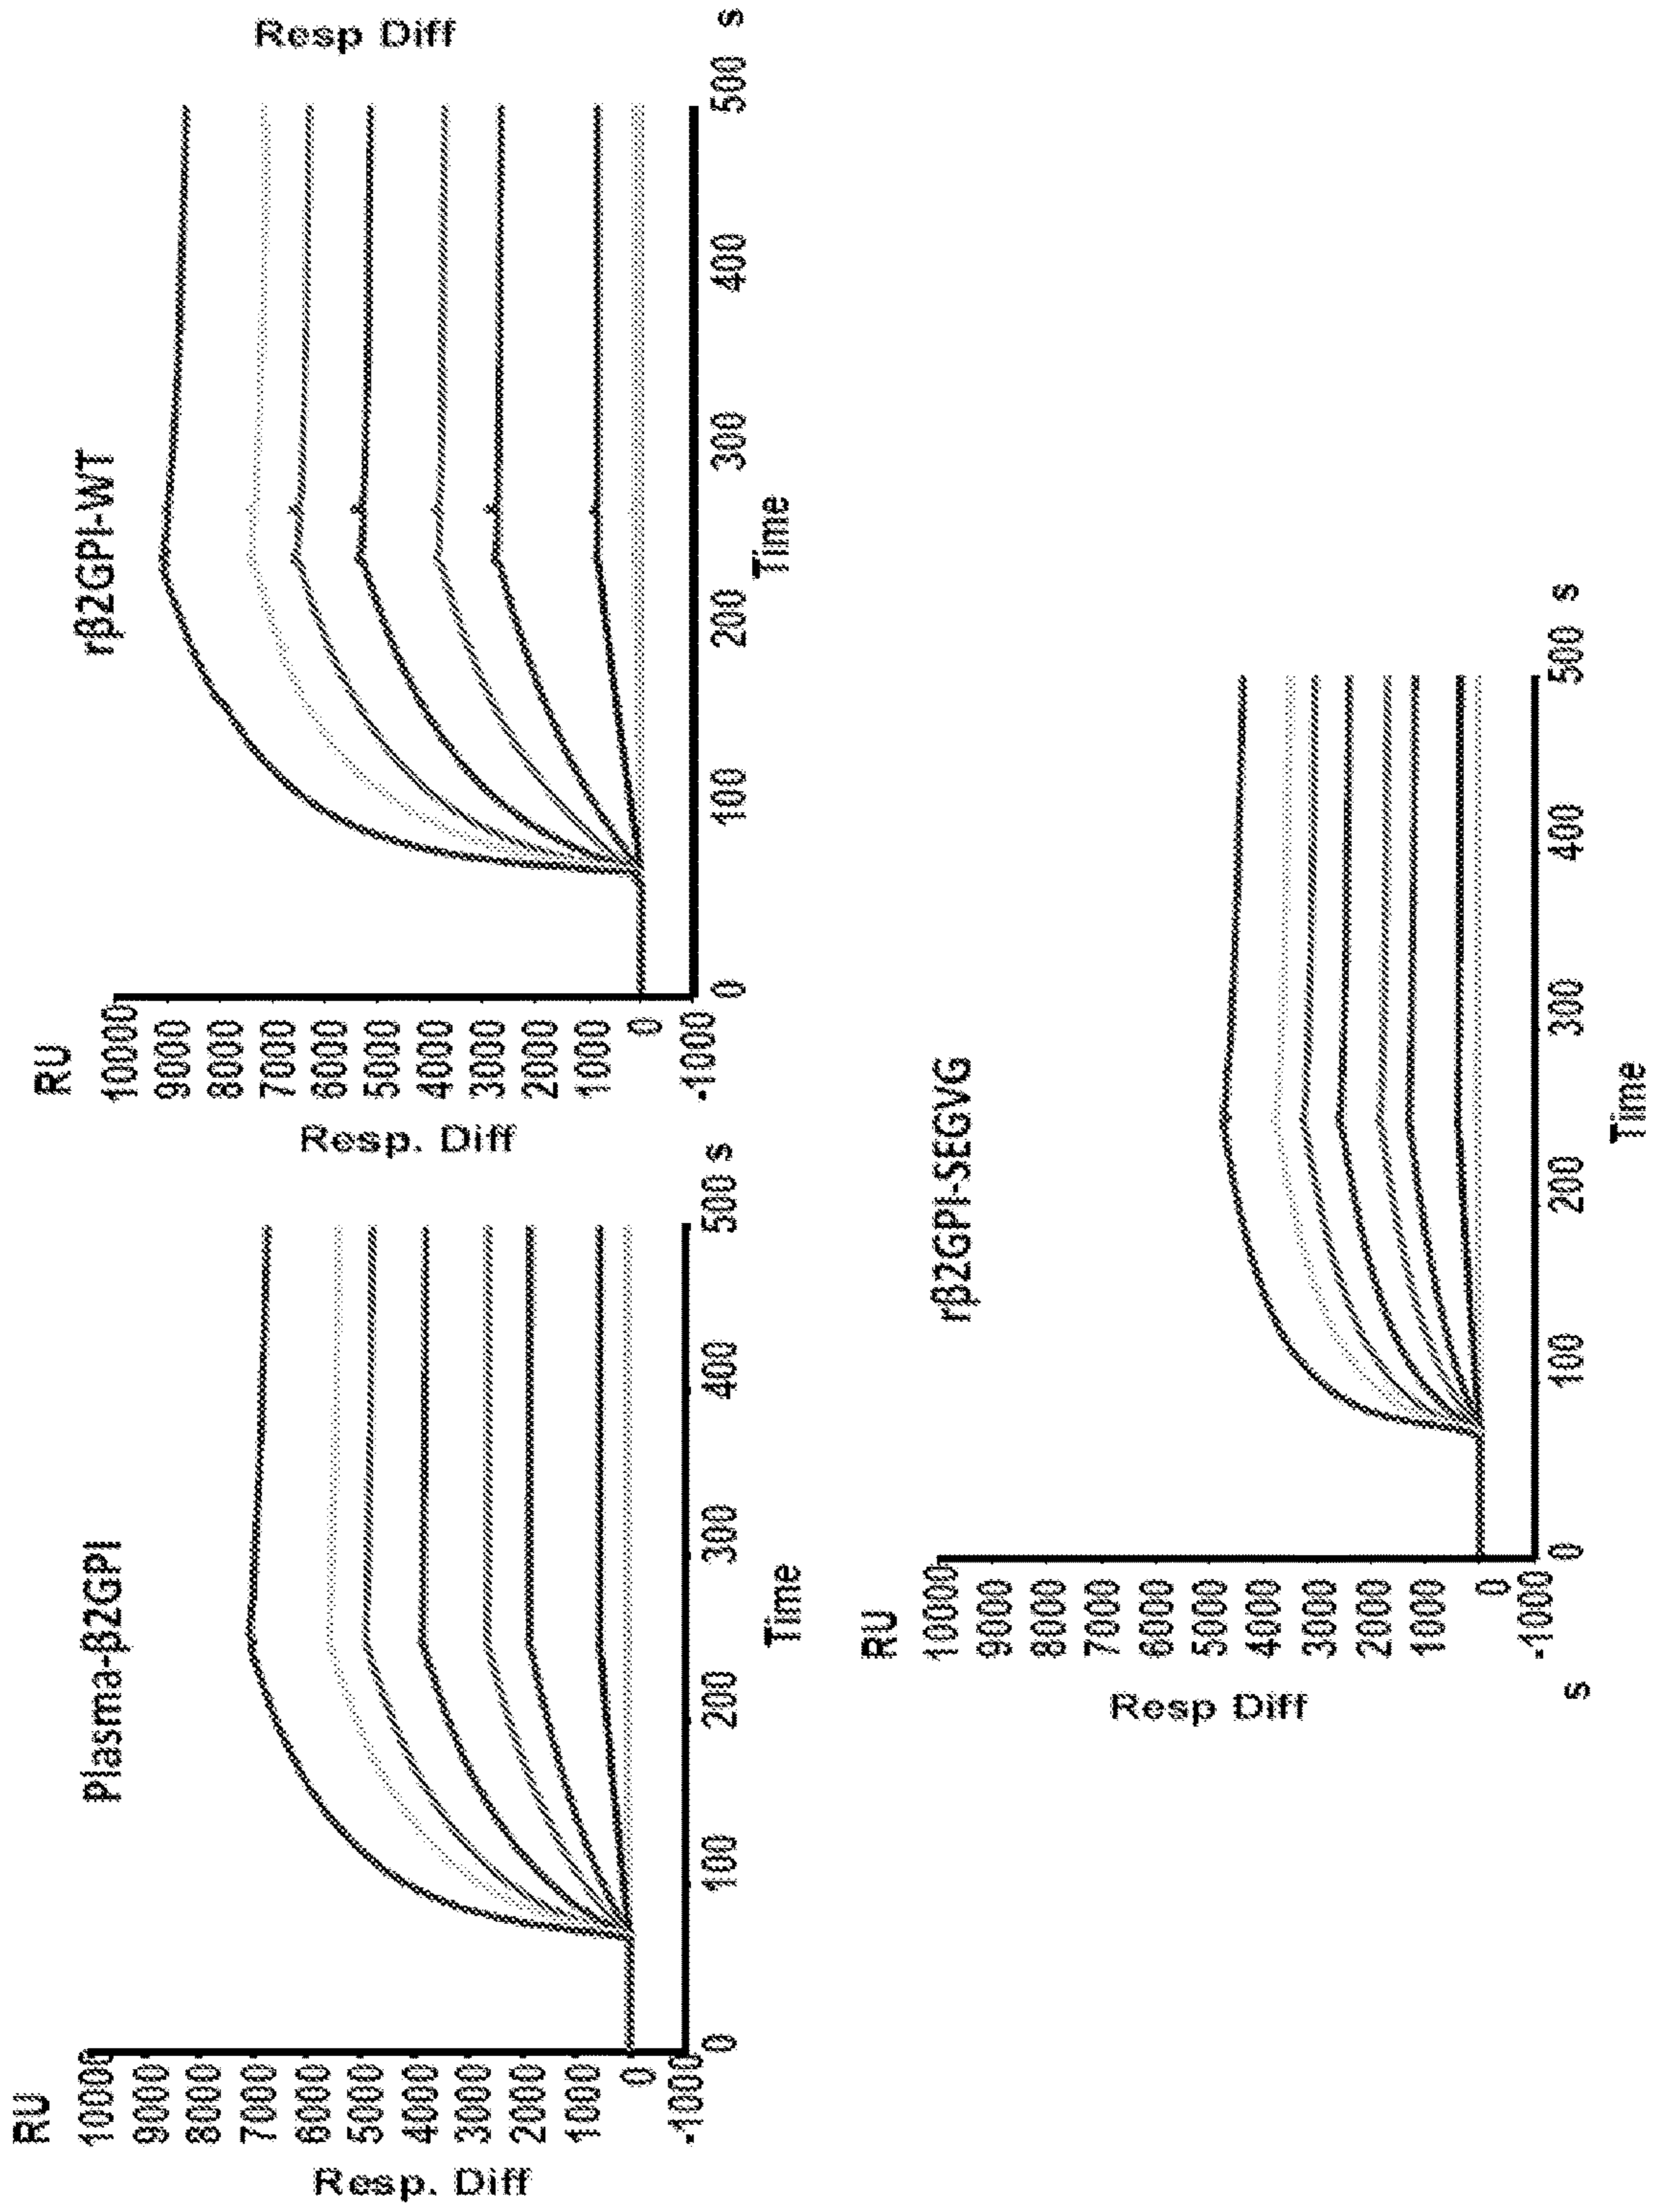 Plasma-β2GPI
RU
10000
9000
8000
7000
6000
5000
4000
3000
2000
1000
0
-1000
Resp. Diff
0 100 200 300 400 500 s
Time
rβ2GPI-WT
RU
10000
9000
8000
7000
6000
5000
4000
3000
2000
1000
0
-1000
Resp. Diff
0 100 200 300 400 500 s
Time
Resp Diff
rβ2GPI-SEGVG
RU
10000
9000
8000
7000
6000
5000
4000
3000
2000
1000
0
-1000
Resp Diff
s
0 100 200 300 400 500 s
Time